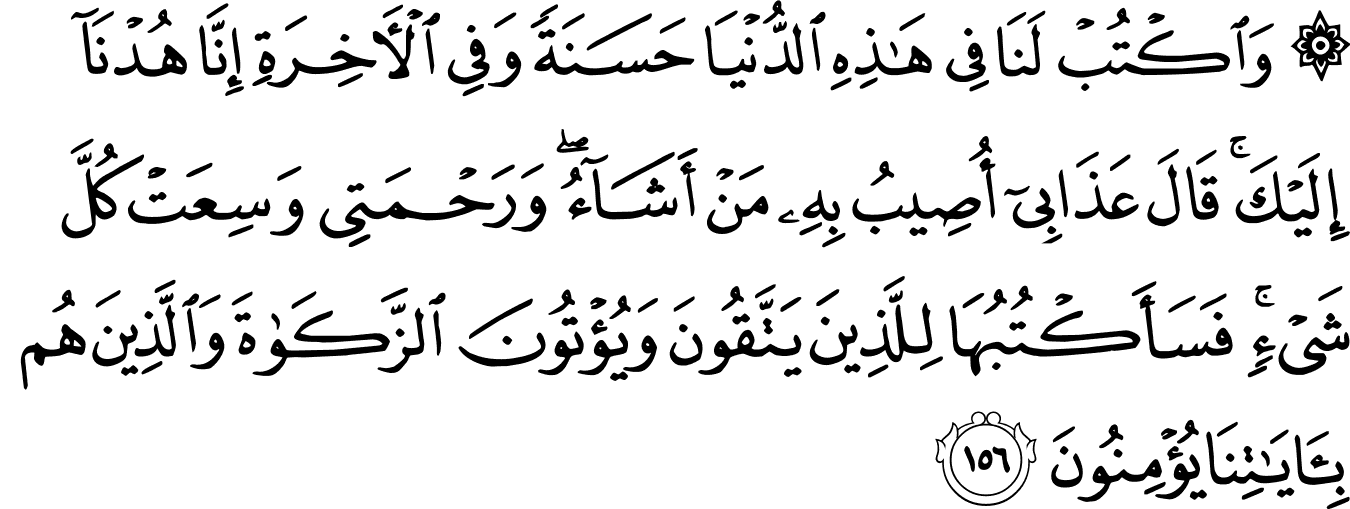 ۞ وَٱكۡتُبۡ لَنَا فِي هَٰذِهِ ٱلدُّنۡيَا حَسَنَةٗ وَفِي ٱلۡأٓخِرَةِ إِنَّا هُدۡنَآ
إِلَيۡكَۚ قَالَ عَذَابِيٓ أُصِيبُ بِهِۦ مَنۡ أَشَآءُۖ وَرَحۡمَتِي وَسِعَتۡ كُلَّ
شَيۡءٖۚ فَسَأَكۡتُبُهَا لِلَّذِينَ يَتَّقُونَ وَيُؤۡتُونَ ٱلزَّكَوٰةَ وَٱلَّذِينَ هُم
بِـَٔايَٰتِنَا يُؤۡمِنُونَ ١٥٦